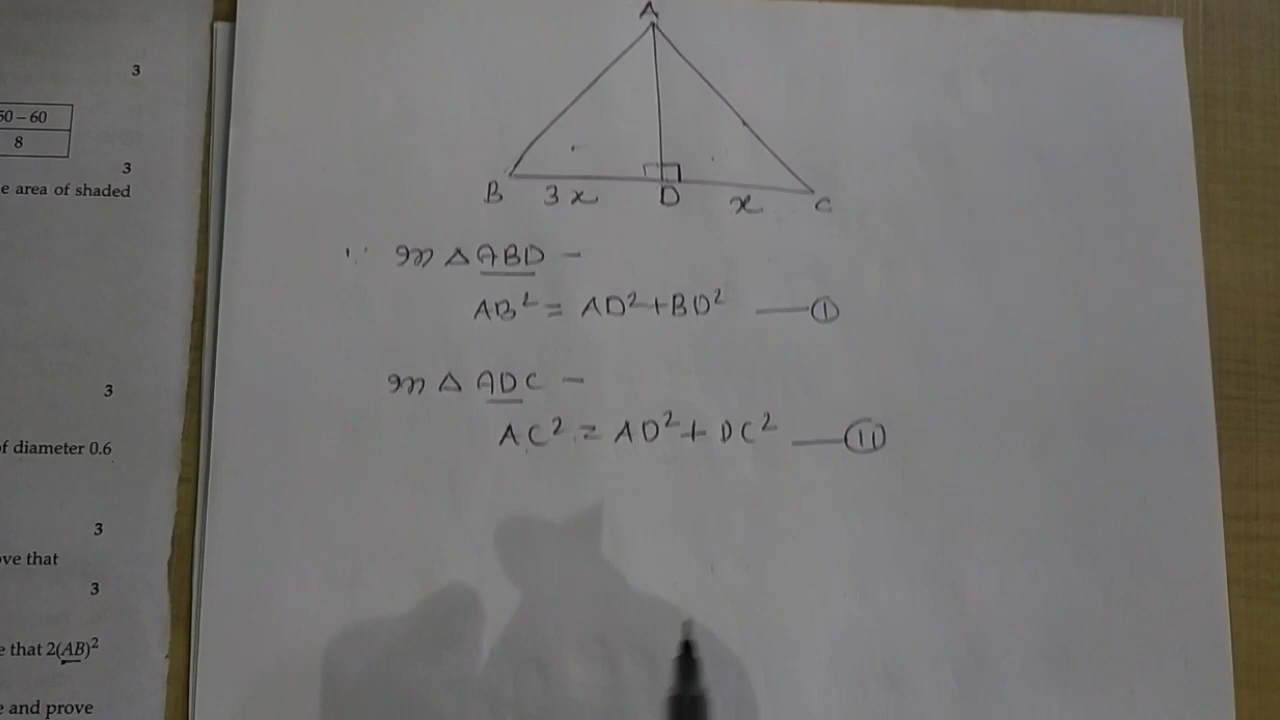 3
50 – 60
8
3
e area of shaded
3
f diameter 0.6
3
ve that
3
e that 2(AB)²
e and prove
A
B 3x D x C
∵ In △ ABD –
AB² = AD² + BD² — ①
In △ ADC –
AC² = AD² + DC² — ⑪